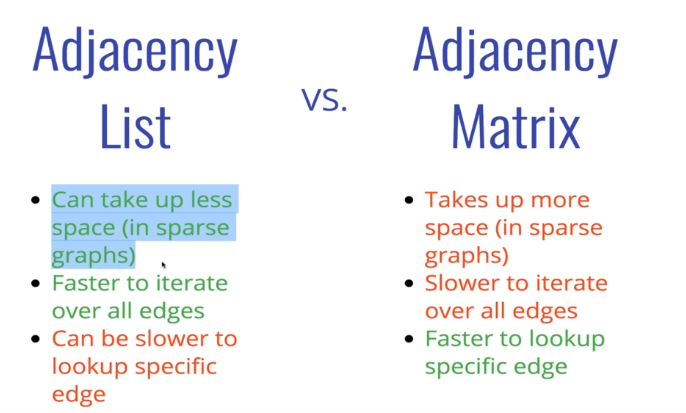 Adjacency
List
vs.
Adjacency
Matrix
• Can take up less
space (in sparse
graphs)
• Faster to iterate
over all edges
• Can be slower to
lookup specific
edge
• Takes up more
space (in sparse
graphs)
• Slower to iterate
over all edges
• Faster to lookup
specific edge